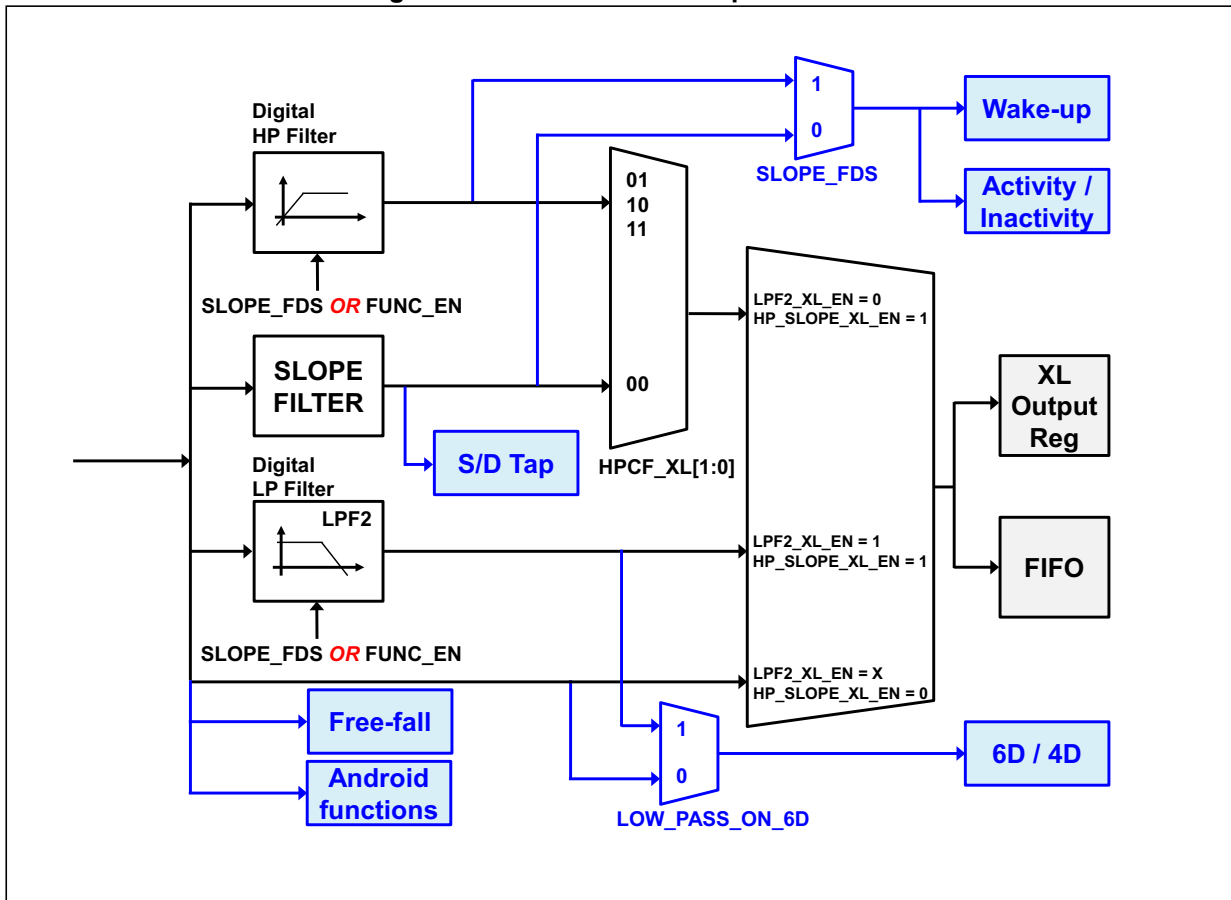 Digital
HP Filter
SLOPE_FDS OR FUNC_EN
SLOPE
FILTER
S/D Tap
Digital
LP Filter
LPF2
SLOPE_FDS OR FUNC_EN
Free-fall
Android
functions
01
10
11
00
HPCF_XL[1:0]
1
0
SLOPE_FDS
Wake-up
Activity /
Inactivity
LPF2_XL_EN = 0
HP_SLOPE_XL_EN = 1
LPF2_XL_EN = 1
HP_SLOPE_XL_EN = 1
LPF2_XL_EN = X
HP_SLOPE_XL_EN = 0
XL
Output
Reg
FIFO
1
0
LOW_PASS_ON_6D
6D / 4D